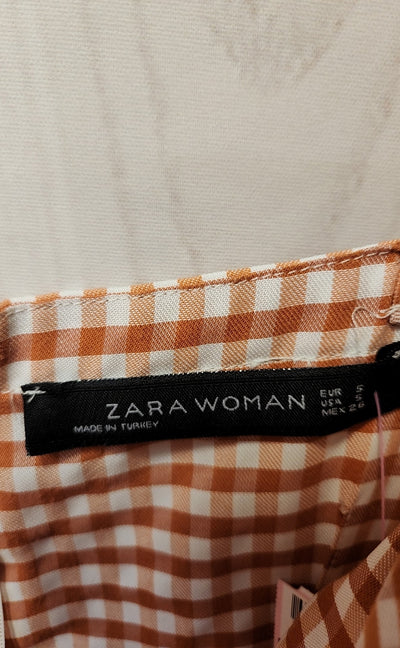 ZARA WOMAN
MADE IN TURKEY
EUR S
USA S
MEX 26